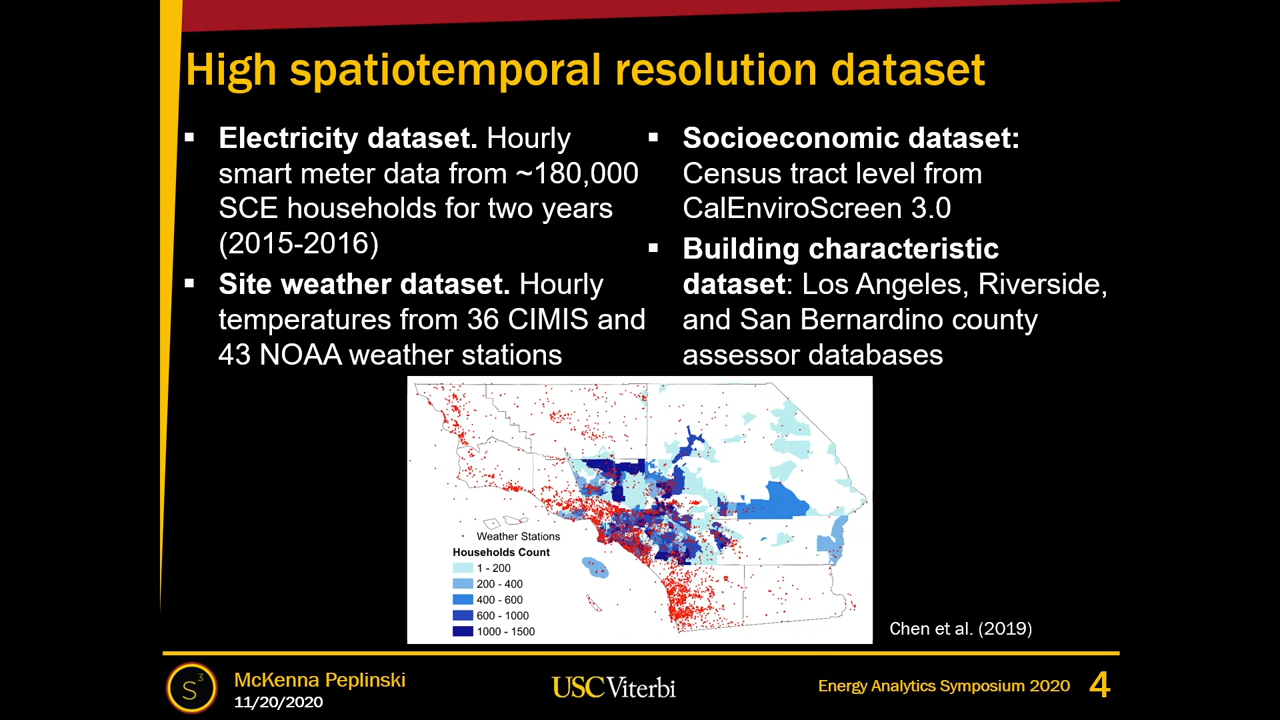 High spatiotemporal resolution dataset
▪ Electricity dataset. Hourly
smart meter data from ~180,000
SCE households for two years
(2015-2016)
▪ Site weather dataset. Hourly
temperatures from 36 CIMIS and
43 NOAA weather stations
▪ Socioeconomic dataset:
Census tract level from
CalEnviroScreen 3.0
▪ Building characteristic
dataset: Los Angeles, Riverside,
and San Bernardino county
assessor databases
Weather Stations
Households Count
1 - 200
200 - 400
400 - 600
600 - 1000
1000 - 1500
Chen et al. (2019)
S3
McKenna Peplinski
11/20/2020
USC Viterbi
Energy Analytics Symposium 2020
4